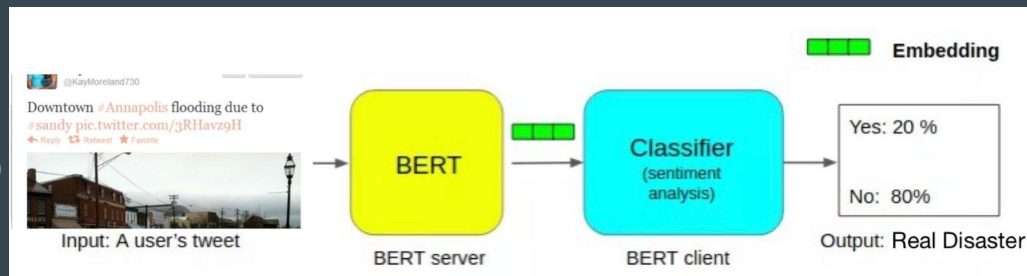 Embedding
@KayMoreland730
Downtown #Annapolis flooding due to
#sandy pic.twitter.com/3RHavz9H
Reply Retweet Favorite
BERT
Classifier
(sentiment
analysis)
Yes: 20 %
No: 80%
Input: A user's tweet
BERT server
BERT client
Output: Real Disaster